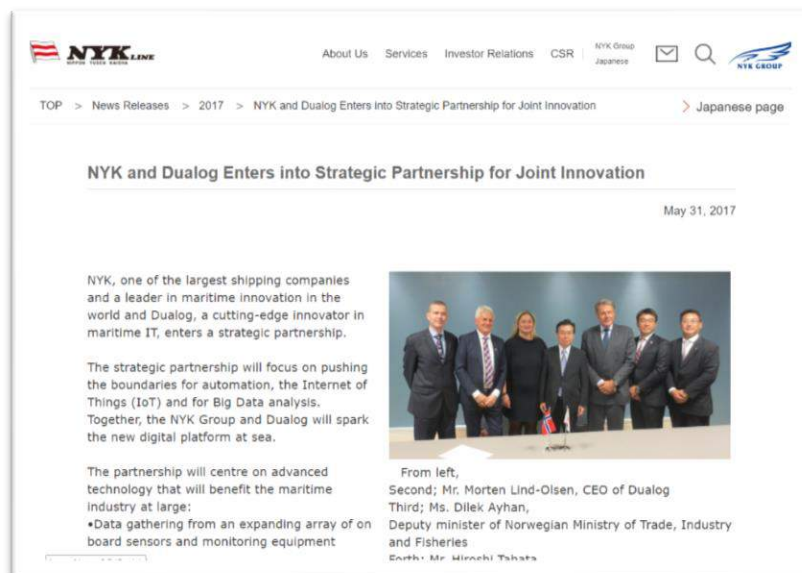 NYK LINE
NIPPON YUSEN KAISHA
About Us Services Investor Relations CSR
NYK Group
Japanese
NYK GROUP
TOP > News Releases > 2017 > NYK and Dualog Enters into Strategic Partnership for Joint Innovation
> Japanese page
NYK and Dualog Enters into Strategic Partnership for Joint Innovation
May 31, 2017
NYK, one of the largest shipping companies
and a leader in maritime innovation in the
world and Dualog, a cutting-edge innovator in
maritime IT, enters a strategic partnership.
The strategic partnership will focus on pushing
the boundaries for automation, the Internet of
Things (IoT) and for Big Data analysis.
Together, the NYK Group and Dualog will spark
the new digital platform at sea.
The partnership will centre on advanced
technology that will benefit the maritime
industry at large:
•Data gathering from an expanding array of on
board sensors and monitoring equipment
From left,
Second; Mr. Morten Lind-Olsen, CEO of Dualog
Third; Ms. Dilek Ayhan,
Deputy minister of Norwegian Ministry of Trade, Industry
and Fisheries
Forth; Mr. Hiroshi Tahata